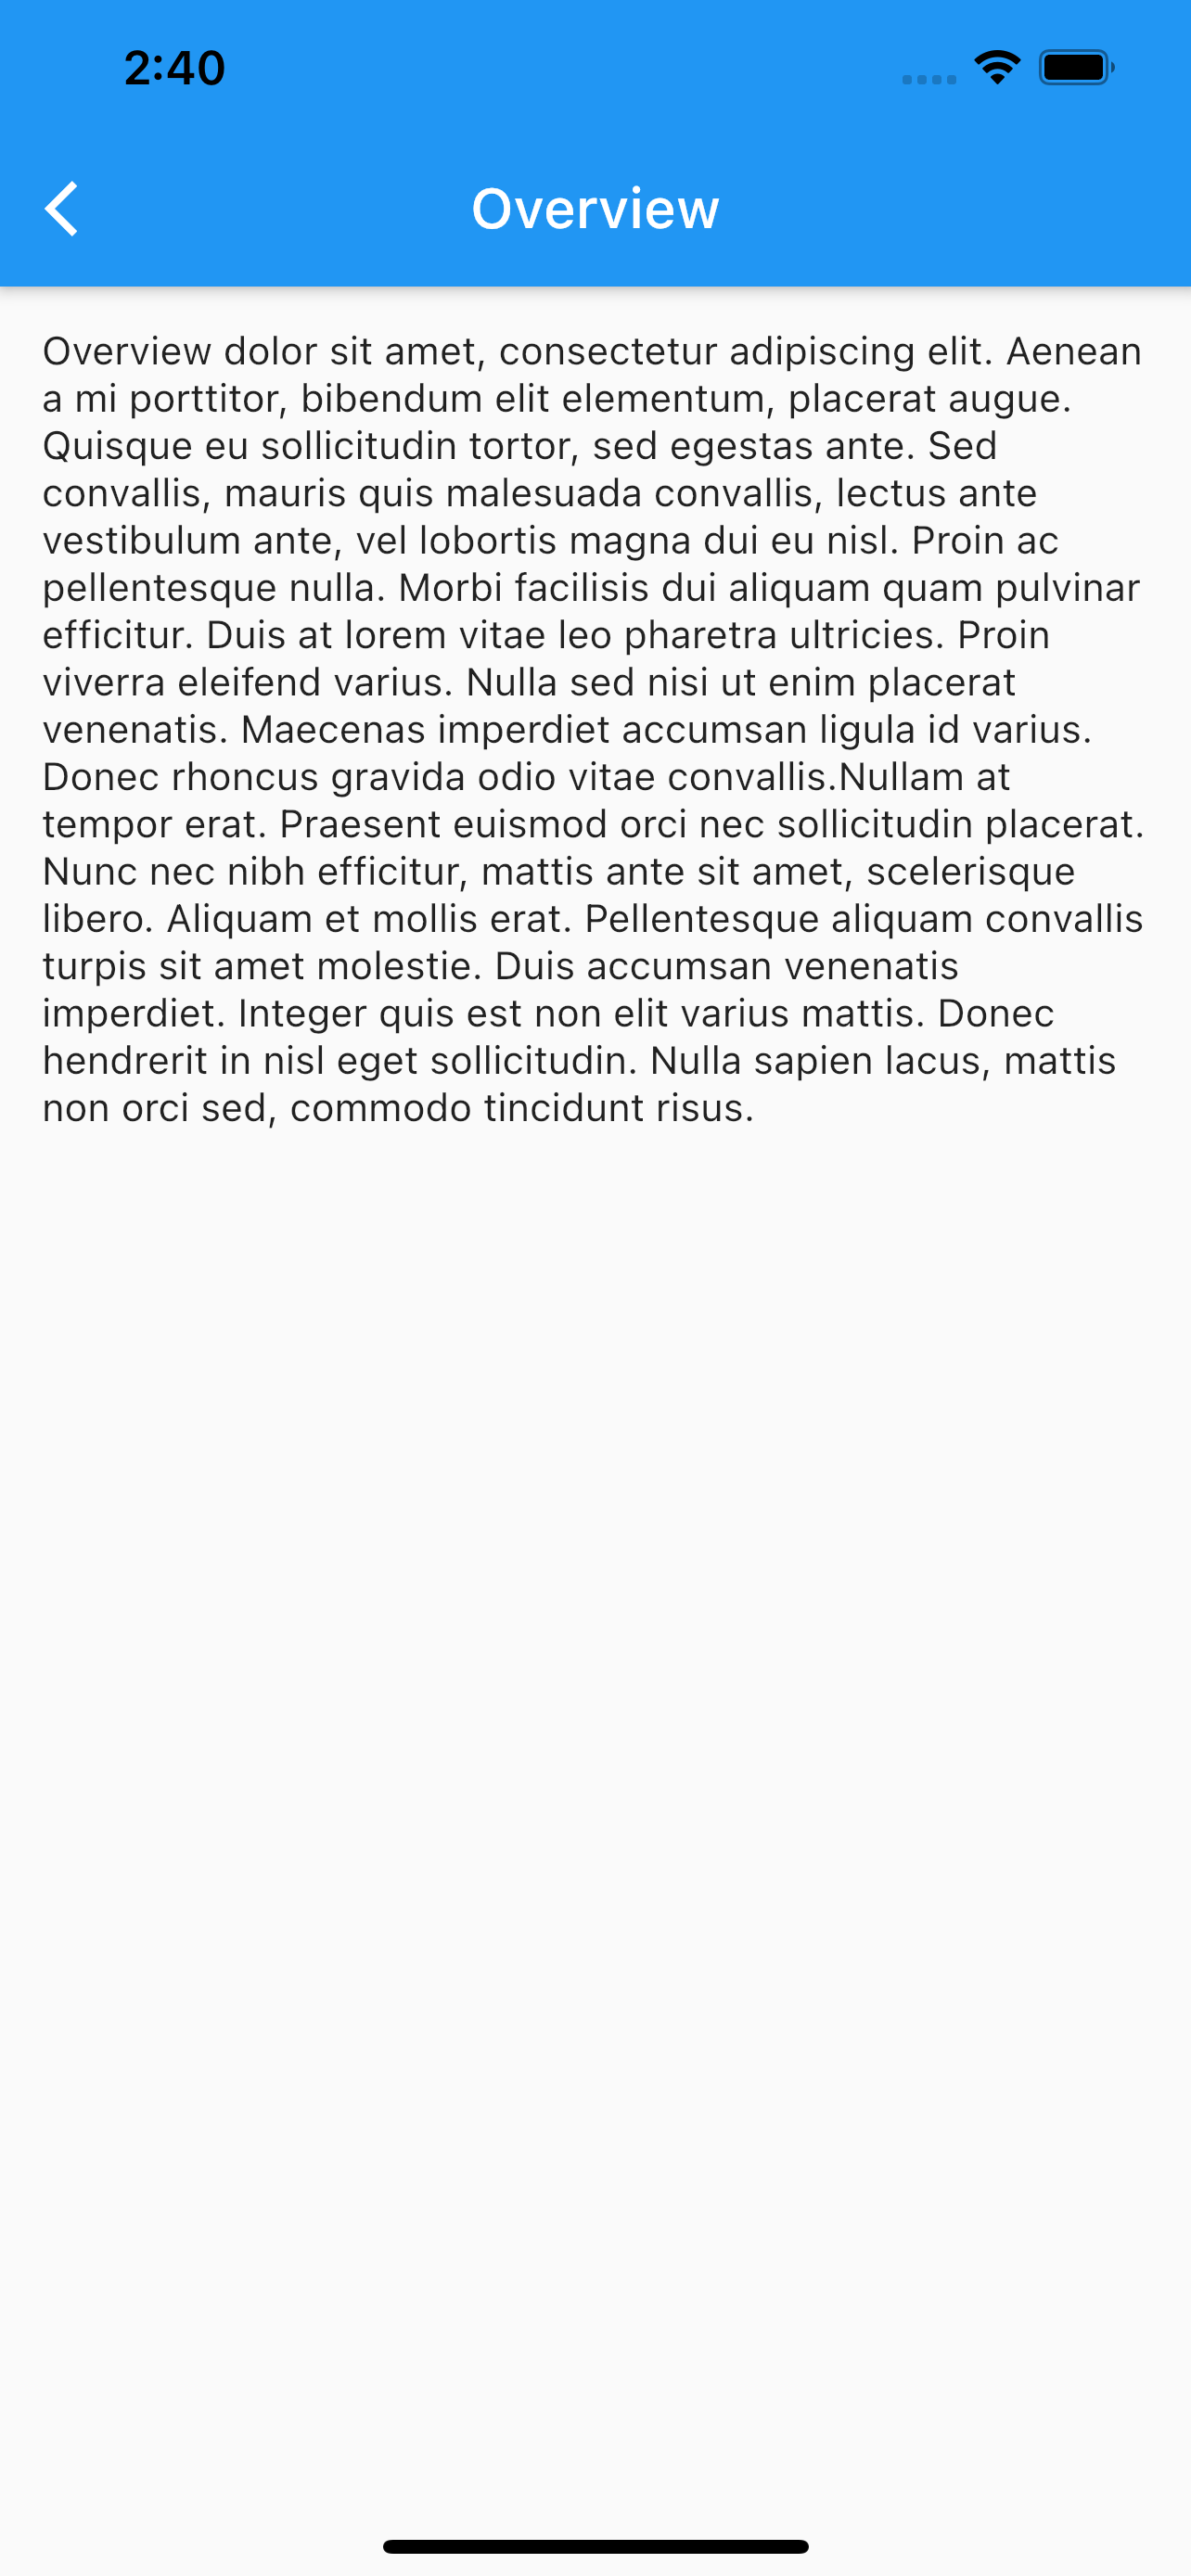 2:40
Overview
Overview dolor sit amet, consectetur adipiscing elit. Aenean
a mi porttitor, bibendum elit elementum, placerat augue.
Quisque eu sollicitudin tortor, sed egestas ante. Sed
convallis, mauris quis malesuada convallis, lectus ante
vestibulum ante, vel lobortis magna dui eu nisl. Proin ac
pellentesque nulla. Morbi facilisis dui aliquam quam pulvinar
efficitur. Duis at lorem vitae leo pharetra ultricies. Proin
viverra eleifend varius. Nulla sed nisi ut enim placerat
venenatis. Maecenas imperdiet accumsan ligula id varius.
Donec rhoncus gravida odio vitae convallis.Nullam at
tempor erat. Praesent euismod orci nec sollicitudin placerat.
Nunc nec nibh efficitur, mattis ante sit amet, scelerisque
libero. Aliquam et mollis erat. Pellentesque aliquam convallis
turpis sit amet molestie. Duis accumsan venenatis
imperdiet. Integer quis est non elit varius mattis. Donec
hendrerit in nisl eget sollicitudin. Nulla sapien lacus, mattis
non orci sed, commodo tincidunt risus.